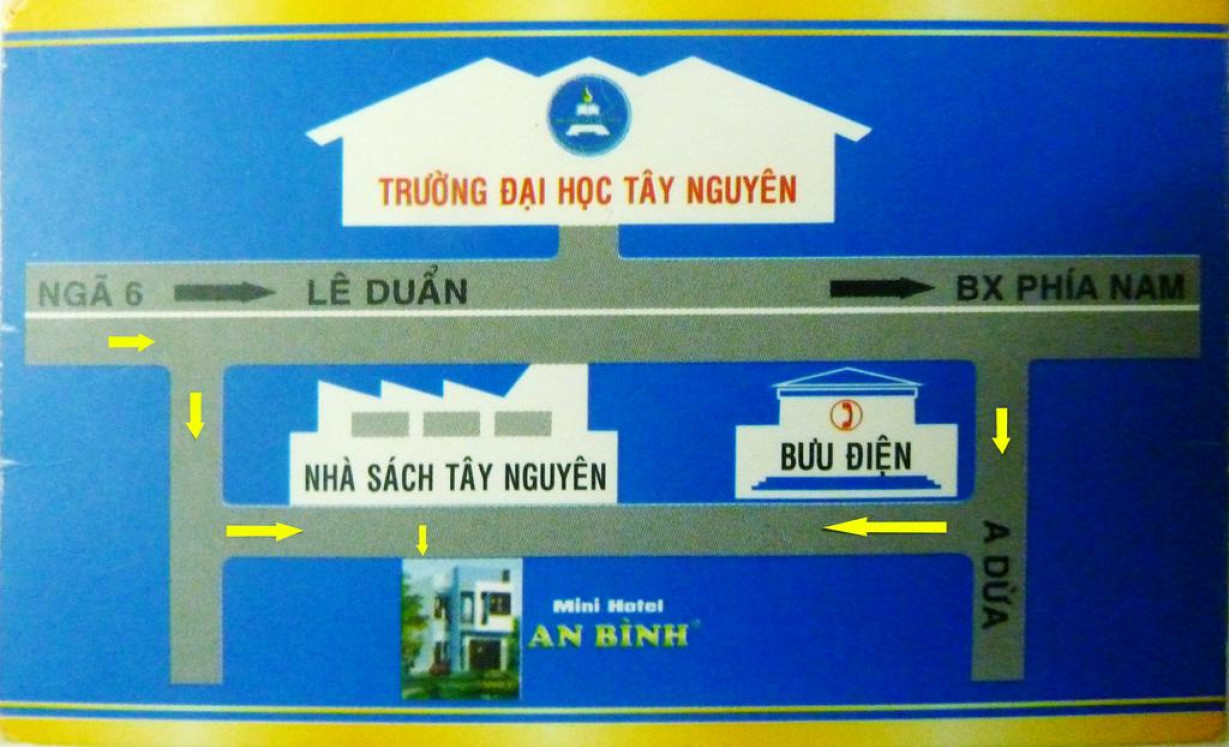 TRƯỜNG ĐẠI HỌC TÂY NGUYÊN
NGÃ 6 LÊ DUẨN BX PHÍA NAM
NHÀ SÁCH TÂY NGUYÊN
BƯU ĐIỆN
A DỪA
Mini Hotel
AN BÌNH